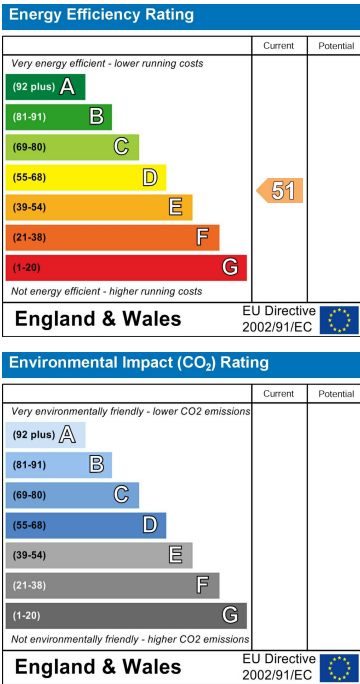 Energy Efficiency Rating
Current Potential
Very energy efficient - lower running costs
(92 plus) A
(81-91) B
(69-80) C
(55-68) D
(39-54) E
51
(21-38) F
(1-20) G
Not energy efficient - higher running costs
England & Wales
EU Directive
2002/91/EC
Environmental Impact (CO₂) Rating
Current Potential
Very environmentally friendly - lower CO2 emissions
(92 plus) A
(81-91) B
(69-80) C
(55-68) D
(39-54) E
(21-38) F
(1-20) G
Not environmentally friendly - higher CO2 emissions
England & Wales
EU Directive
2002/91/EC